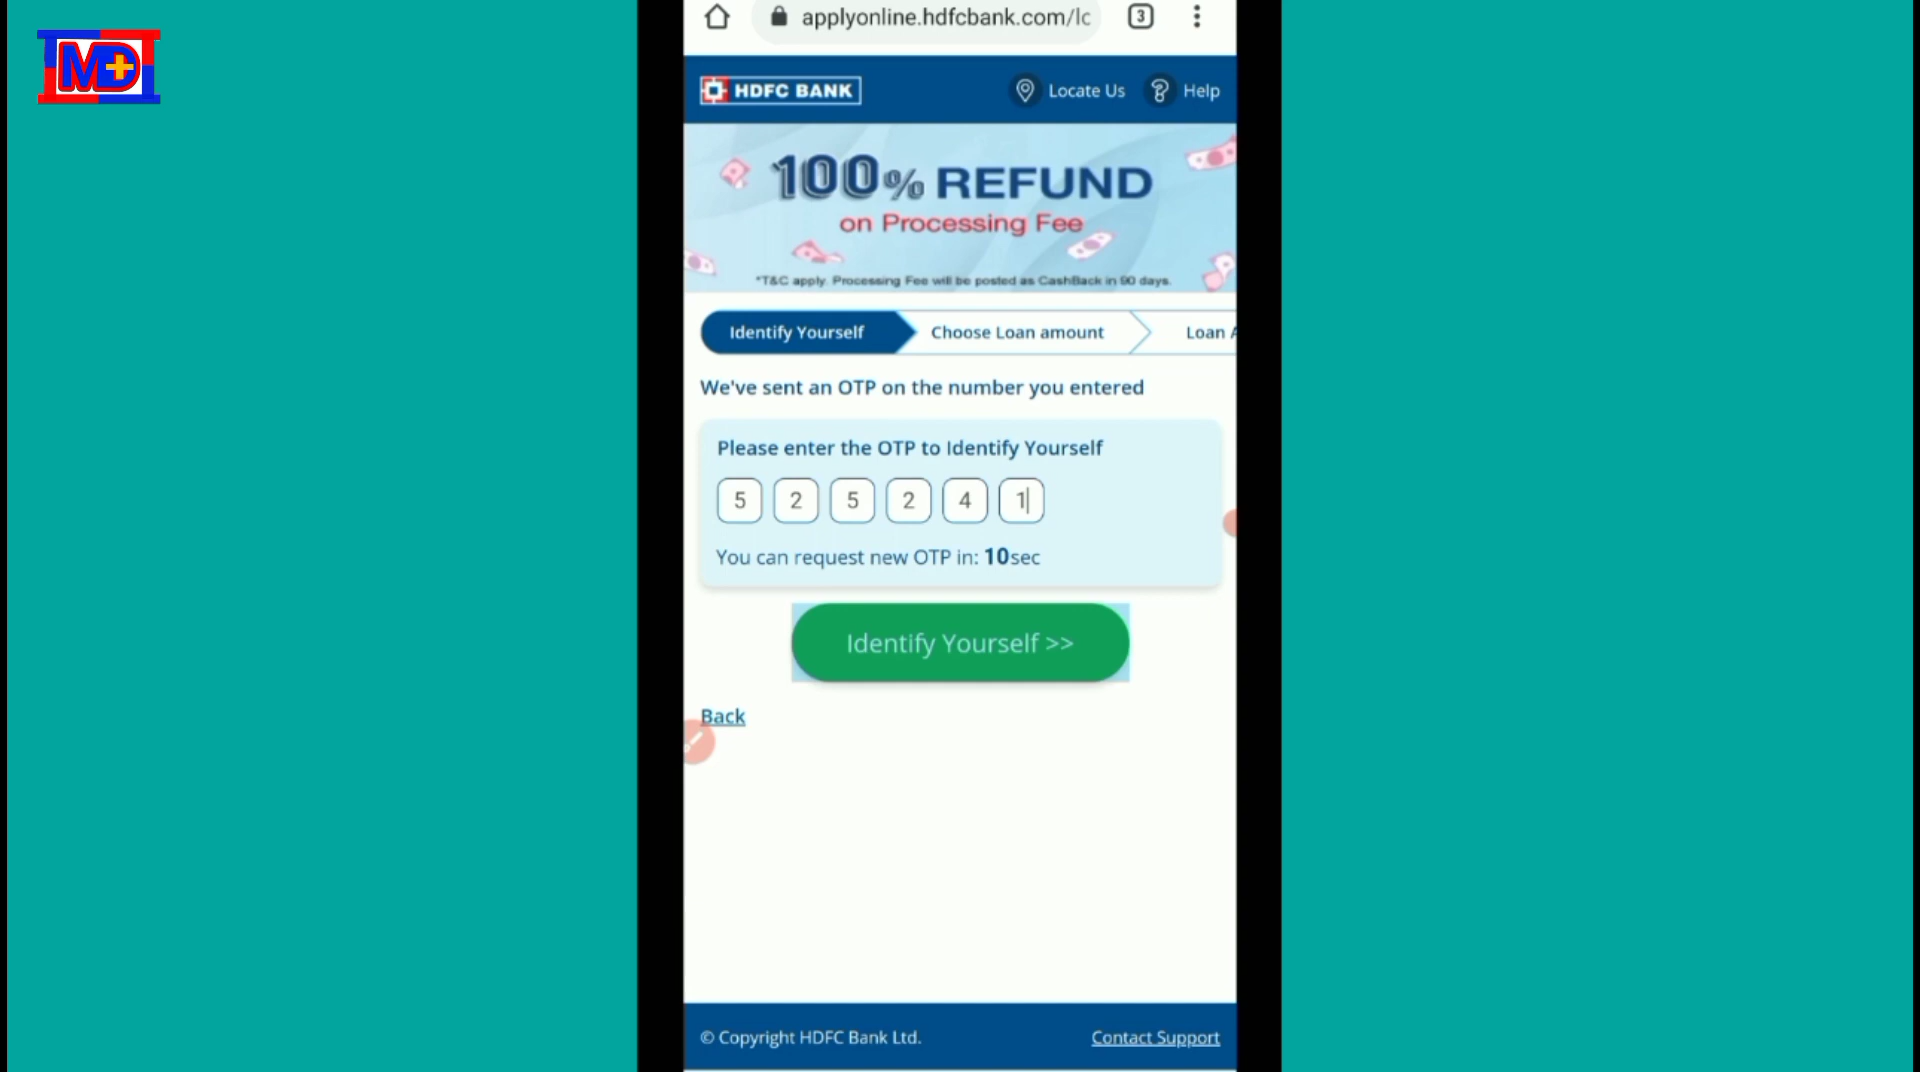 MD+
applyonline.hdfcbank.com/lc
3
HDFC BANK
Locate Us
Help
100% REFUND
on Processing Fee
*T&C apply. Processing Fee will be posted as CashBack in 90 days.
Identify Yourself
Choose Loan amount
Loan A
We've sent an OTP on the number you entered
Please enter the OTP to Identify Yourself
5 2 5 2 4 1
You can request new OTP in: 10sec
Identify Yourself >>
Back
© Copyright HDFC Bank Ltd.
Contact Support